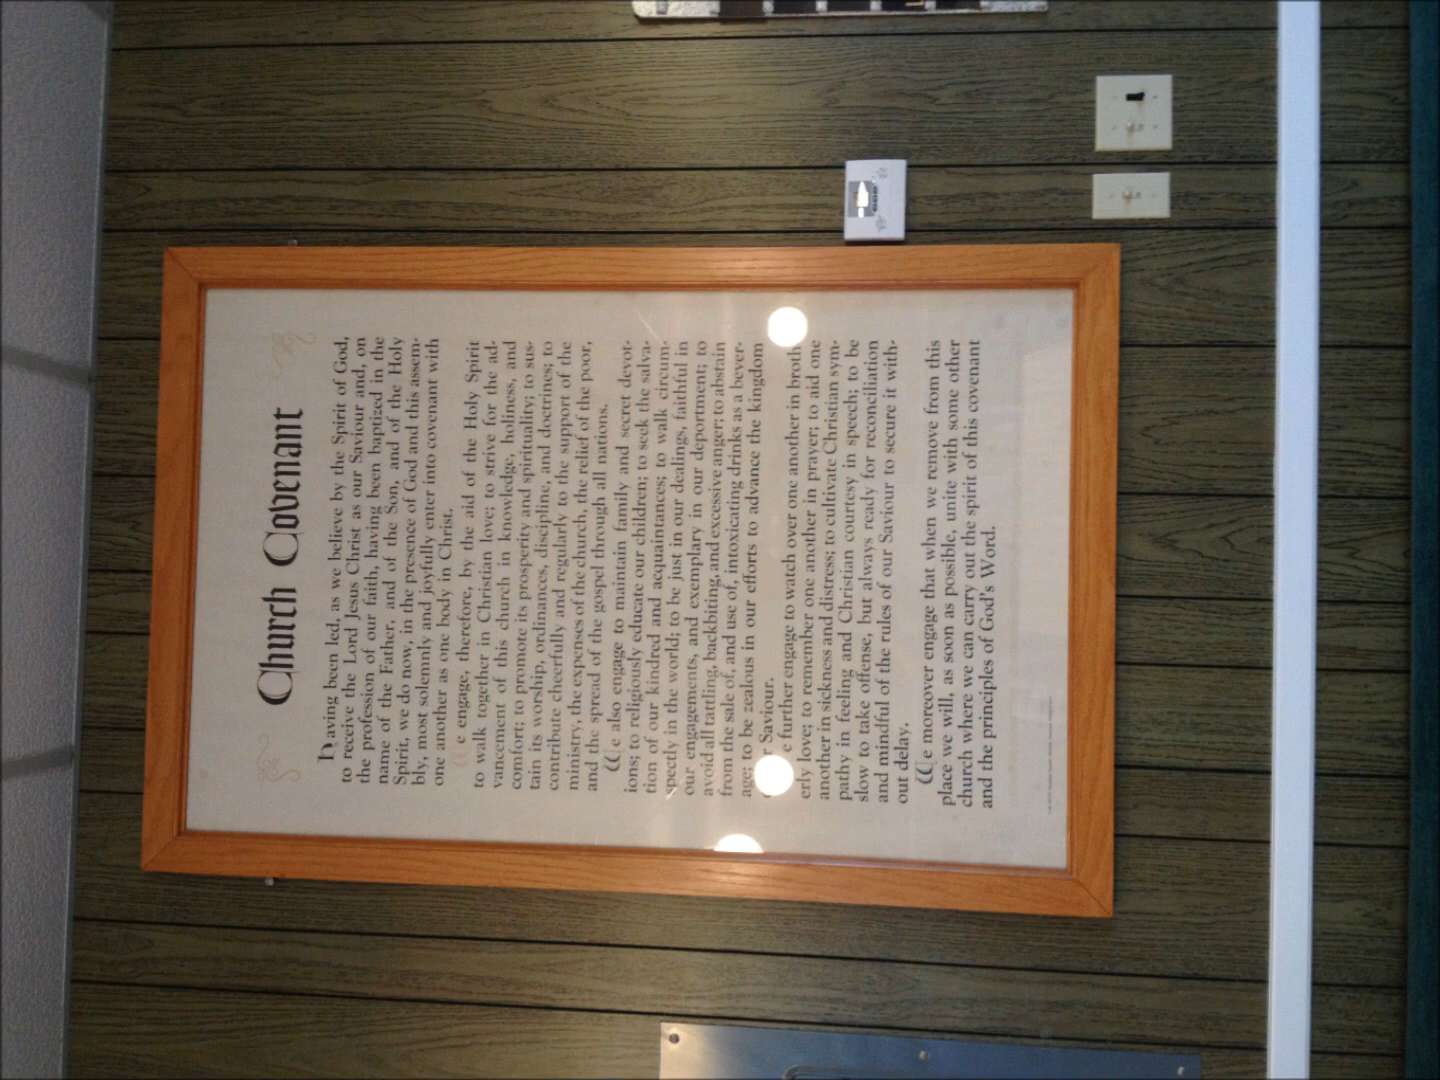 Church Covenant
Having been led, as we believe by the Spirit of God,
to receive the Lord Jesus Christ as our Saviour and, on
the profession of our faith, having been baptized in the
name of the Father, and of the Son, and of the Holy
Spirit, we do now, in the presence of God and this assem-
bly, most solemnly and joyfully enter into covenant with
one another as one body in Christ.
We engage, therefore, by the aid of the Holy Spirit
to walk together in Christian love; to strive for the ad-
vancement of this church in knowledge, holiness, and
comfort; to promote its prosperity and spirituality; to sus-
tain its worship, ordinances, discipline, and doctrines; to
contribute cheerfully and regularly to the support of the
ministry, the expenses of the church, the relief of the poor,
and the spread of the gospel through all nations.
We also engage to maintain family and secret devot-
ions; to religiously educate our children; to seek the salva-
tion of our kindred and acquaintances; to walk circum-
spectly in the world; to be just in our dealings, faithful in
our engagements, and exemplary in our deportment; to
avoid all tattling, backbiting, and excessive anger; to abstain
from the sale of, and use of, intoxicating drinks as a bever-
age; to be zealous in our efforts to advance the kingdom
r Saviour.
e further engage to watch over one another in broth
erly love; to remember one another in prayer; to aid one
another in sickness and distress; to cultivate Christian sym-
pathy in feeling and Christian courtesy in speech; to be
slow to take offense, but always ready for reconciliation
and mindful of the rules of our Saviour to secure it with-
out delay.
We moreover engage that when we remove from this
place we will, as soon as possible, unite with some other
church where we can carry out the spirit of this covenant
and the principles of God's Word.